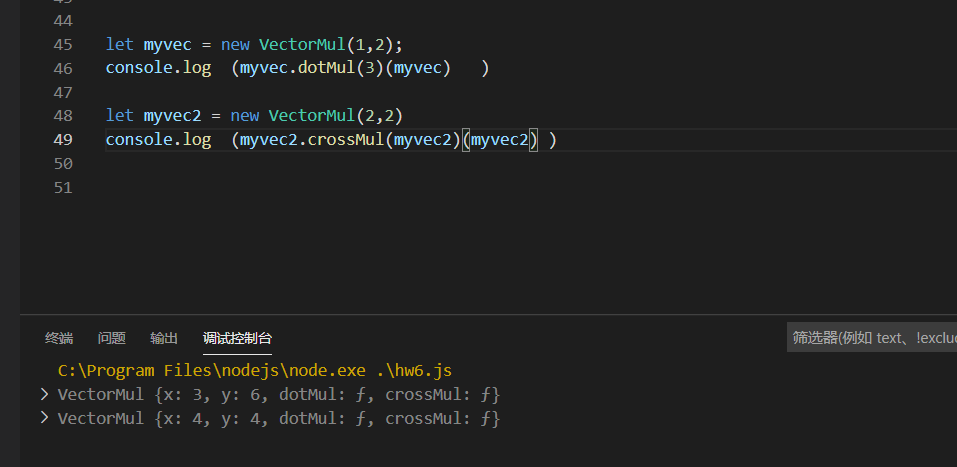 44
45 let myvec = new VectorMul(1,2);
46 console.log  (myvec.dotMul(3)(myvec)   )
47
48 let myvec2 = new VectorMul(2,2)
49 console.log  (myvec2.crossMul(myvec2)(myvec2) )
50
51
终端 问题 输出 调试控制台 筛选器(例如 text、!exclu
C:\Program Files\nodejs\node.exe .\hw6.js
> VectorMul {x: 3, y: 6, dotMul: ƒ, crossMul: ƒ}
> VectorMul {x: 4, y: 4, dotMul: ƒ, crossMul: ƒ}